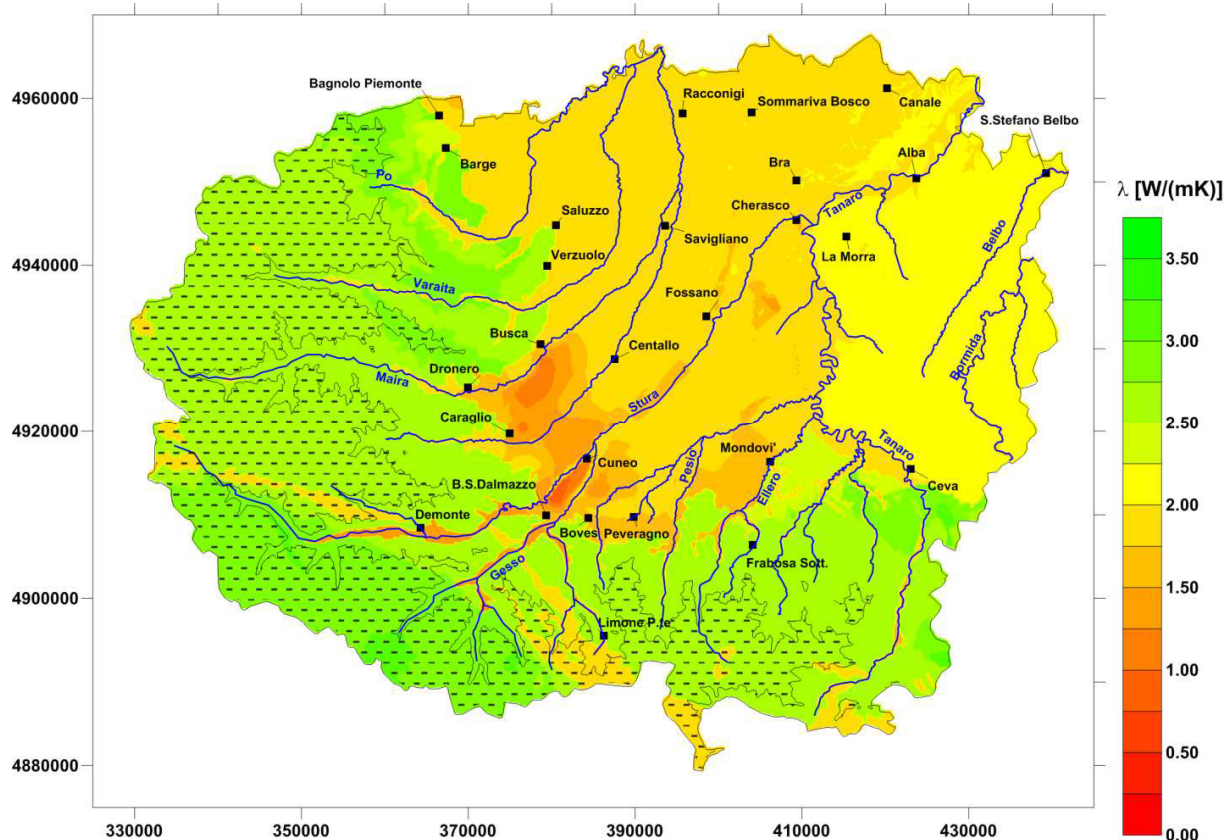 4960000
4940000
4920000
4900000
4880000
330000
350000
370000
390000
410000
430000
Bagnolo Piemonte
Racconigi
Sommariva Bosco
Canale
S.Stefano Belbo
Barge
Bra
Alba
Po
Cherasco
Tanaro
Saluzzo
Savigliano
La Morra
Belbo
Verzuolo
Varaita
Fossano
Busca
Centallo
Bormida
Dronero
Maira
Stura
Caraglio
Cuneo
Pesio
Mondovi'
Tanaro
Ellero
Ceva
B.S.Dalmazzo
Demonte
Boves
Peveragno
Frabosa Sott.
Gesso
Limone P.te
λ [W/(mK)]
3.50
3.00
2.50
2.00
1.50
1.00
0.50
0.00